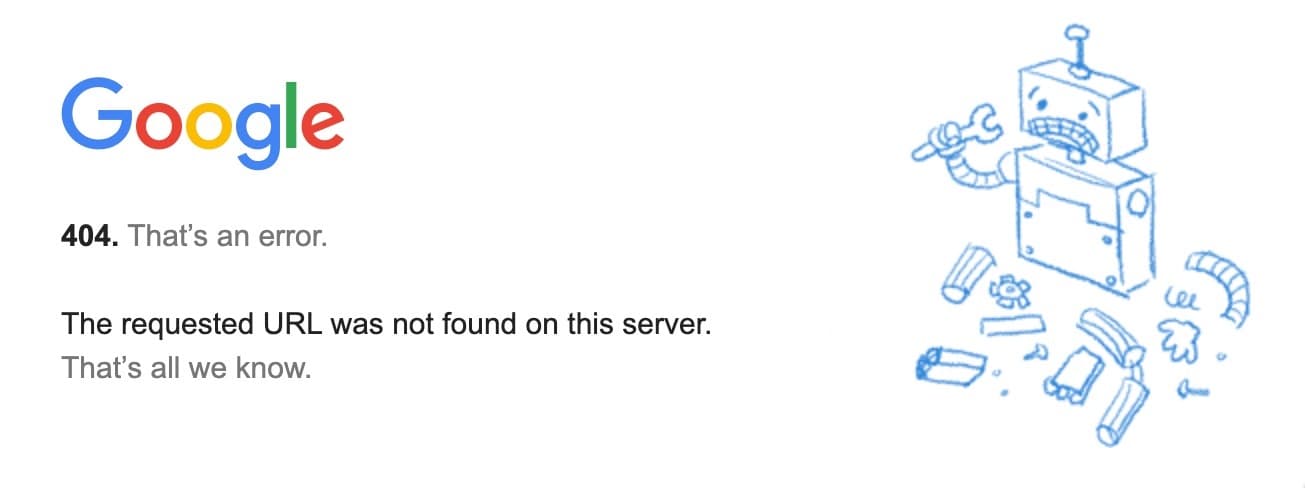 Google
404. That’s an error.
The requested URL was not found on this server.
That’s all we know.